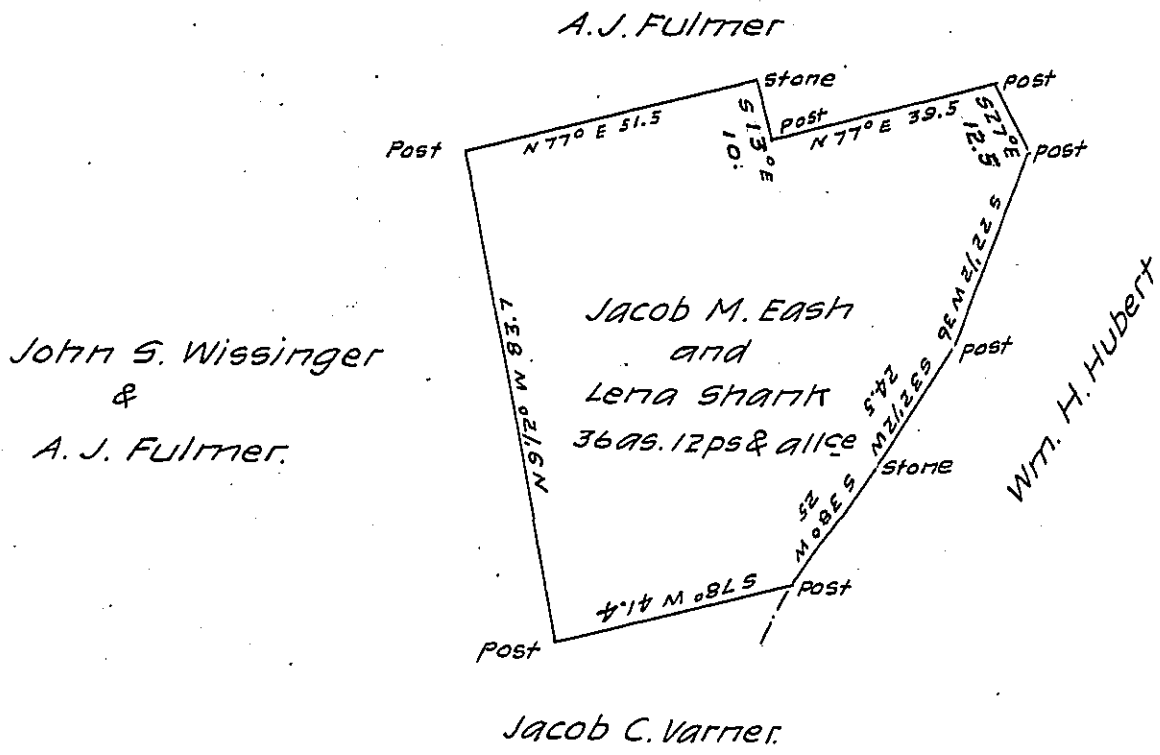 A.J. Fulmer
Stone
Post
N 77° E 51.5
S 13° E
10.
Post
N 77° E 39.5
Post
S 27° E
12.5
Post
S 22 1/2 W 36
Post
S 32 1/2 W
24.5
Stone
S 38° W
25
Post
S 78° W 41.4
Post
N 9 1/2° W 83.7
John S. Wissinger
&
A. J. Fulmer.
Jacob M. Eash
and
Lena Shank
36as. 12ps & allce
Wm. H. Hubert
Jacob C. Varner.